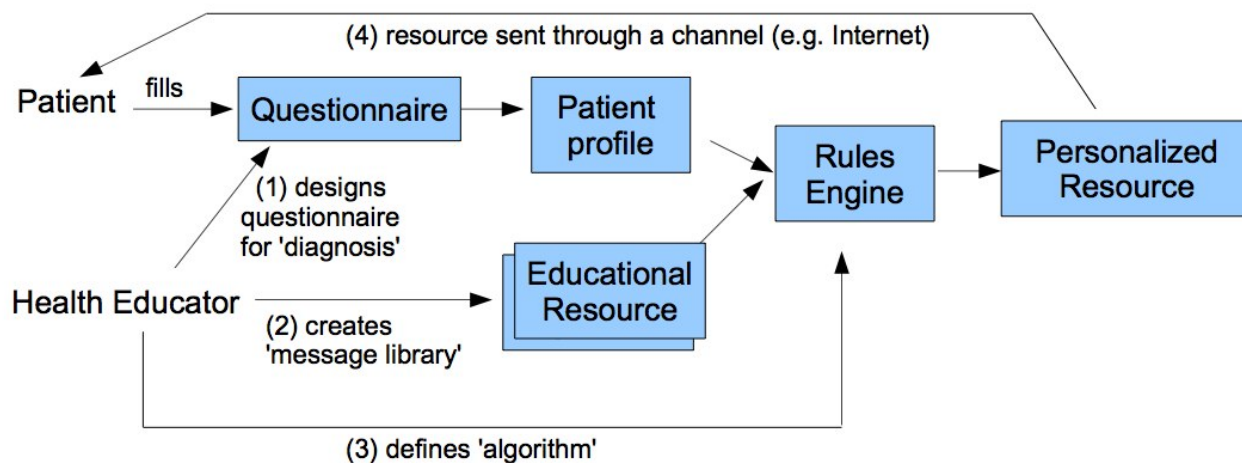 (4) resource sent through a channel (e.g. Internet)
Patient
fills
Questionnaire
Patient
profile
Rules
Engine
Personalized
Resource
(1) designs
questionnaire
for 'diagnosis'
Health Educator
(2) creates
'message library'
Educational
Resource
(3) defines 'algorithm'